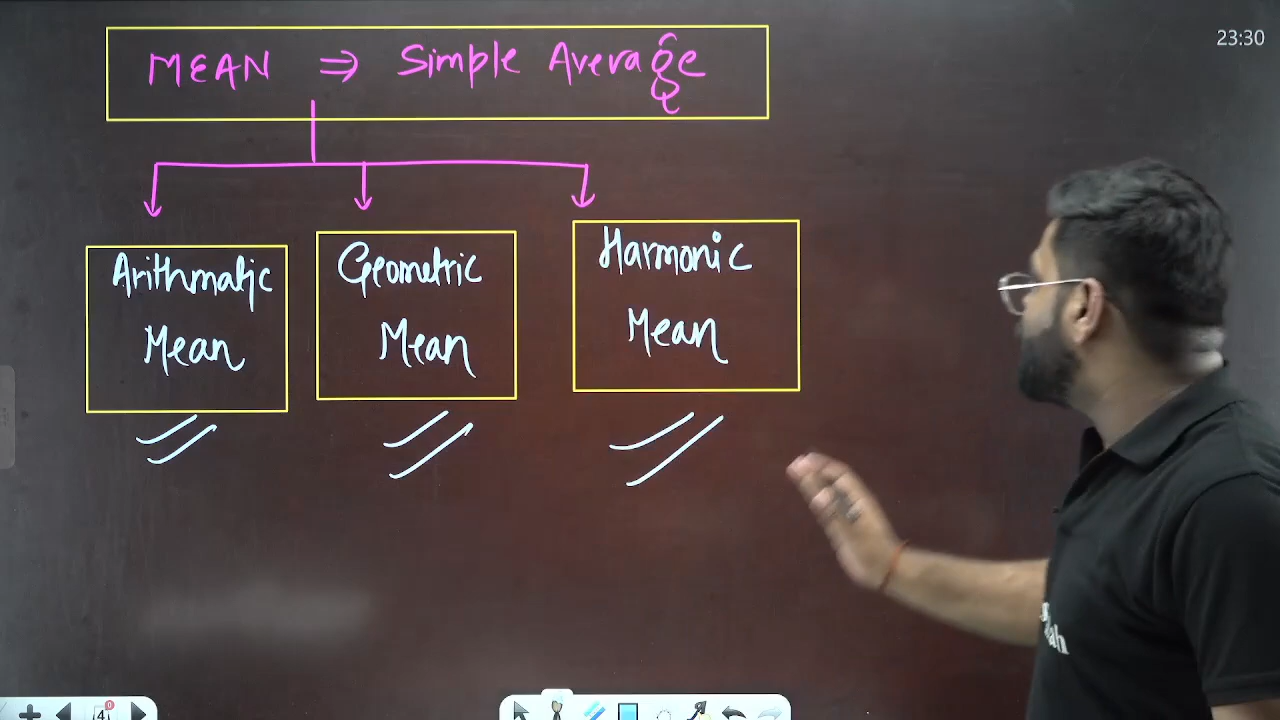 23:30
MEAN ⇒ Simple Average
Arithmatic
Mean
Geometric
Mean
Harmonic
Mean